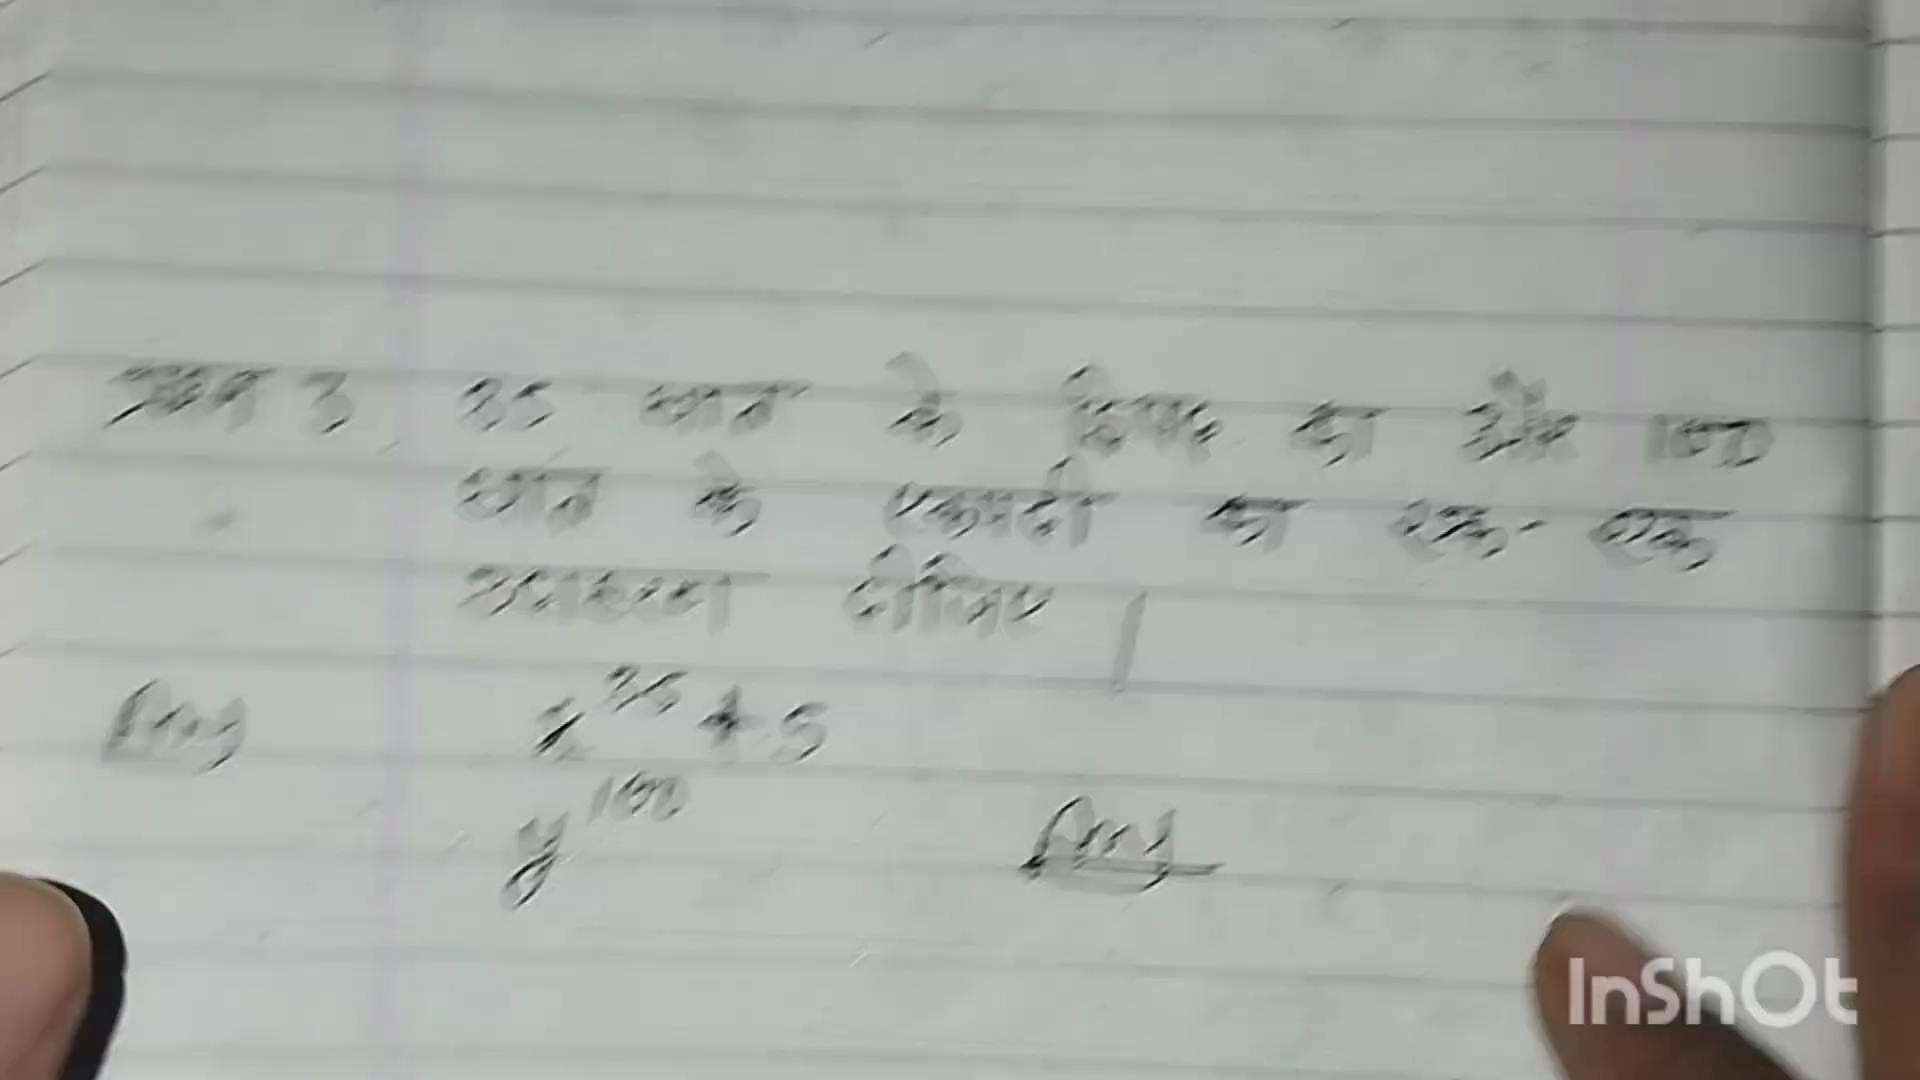 प्रश्न 3 35 घात के द्विपद का और 100
घात के एकपदी का एक-एक
उदाहरण दीजिए |
Ans x³⁵ + 5
y¹⁰⁰ Ans
InShOt